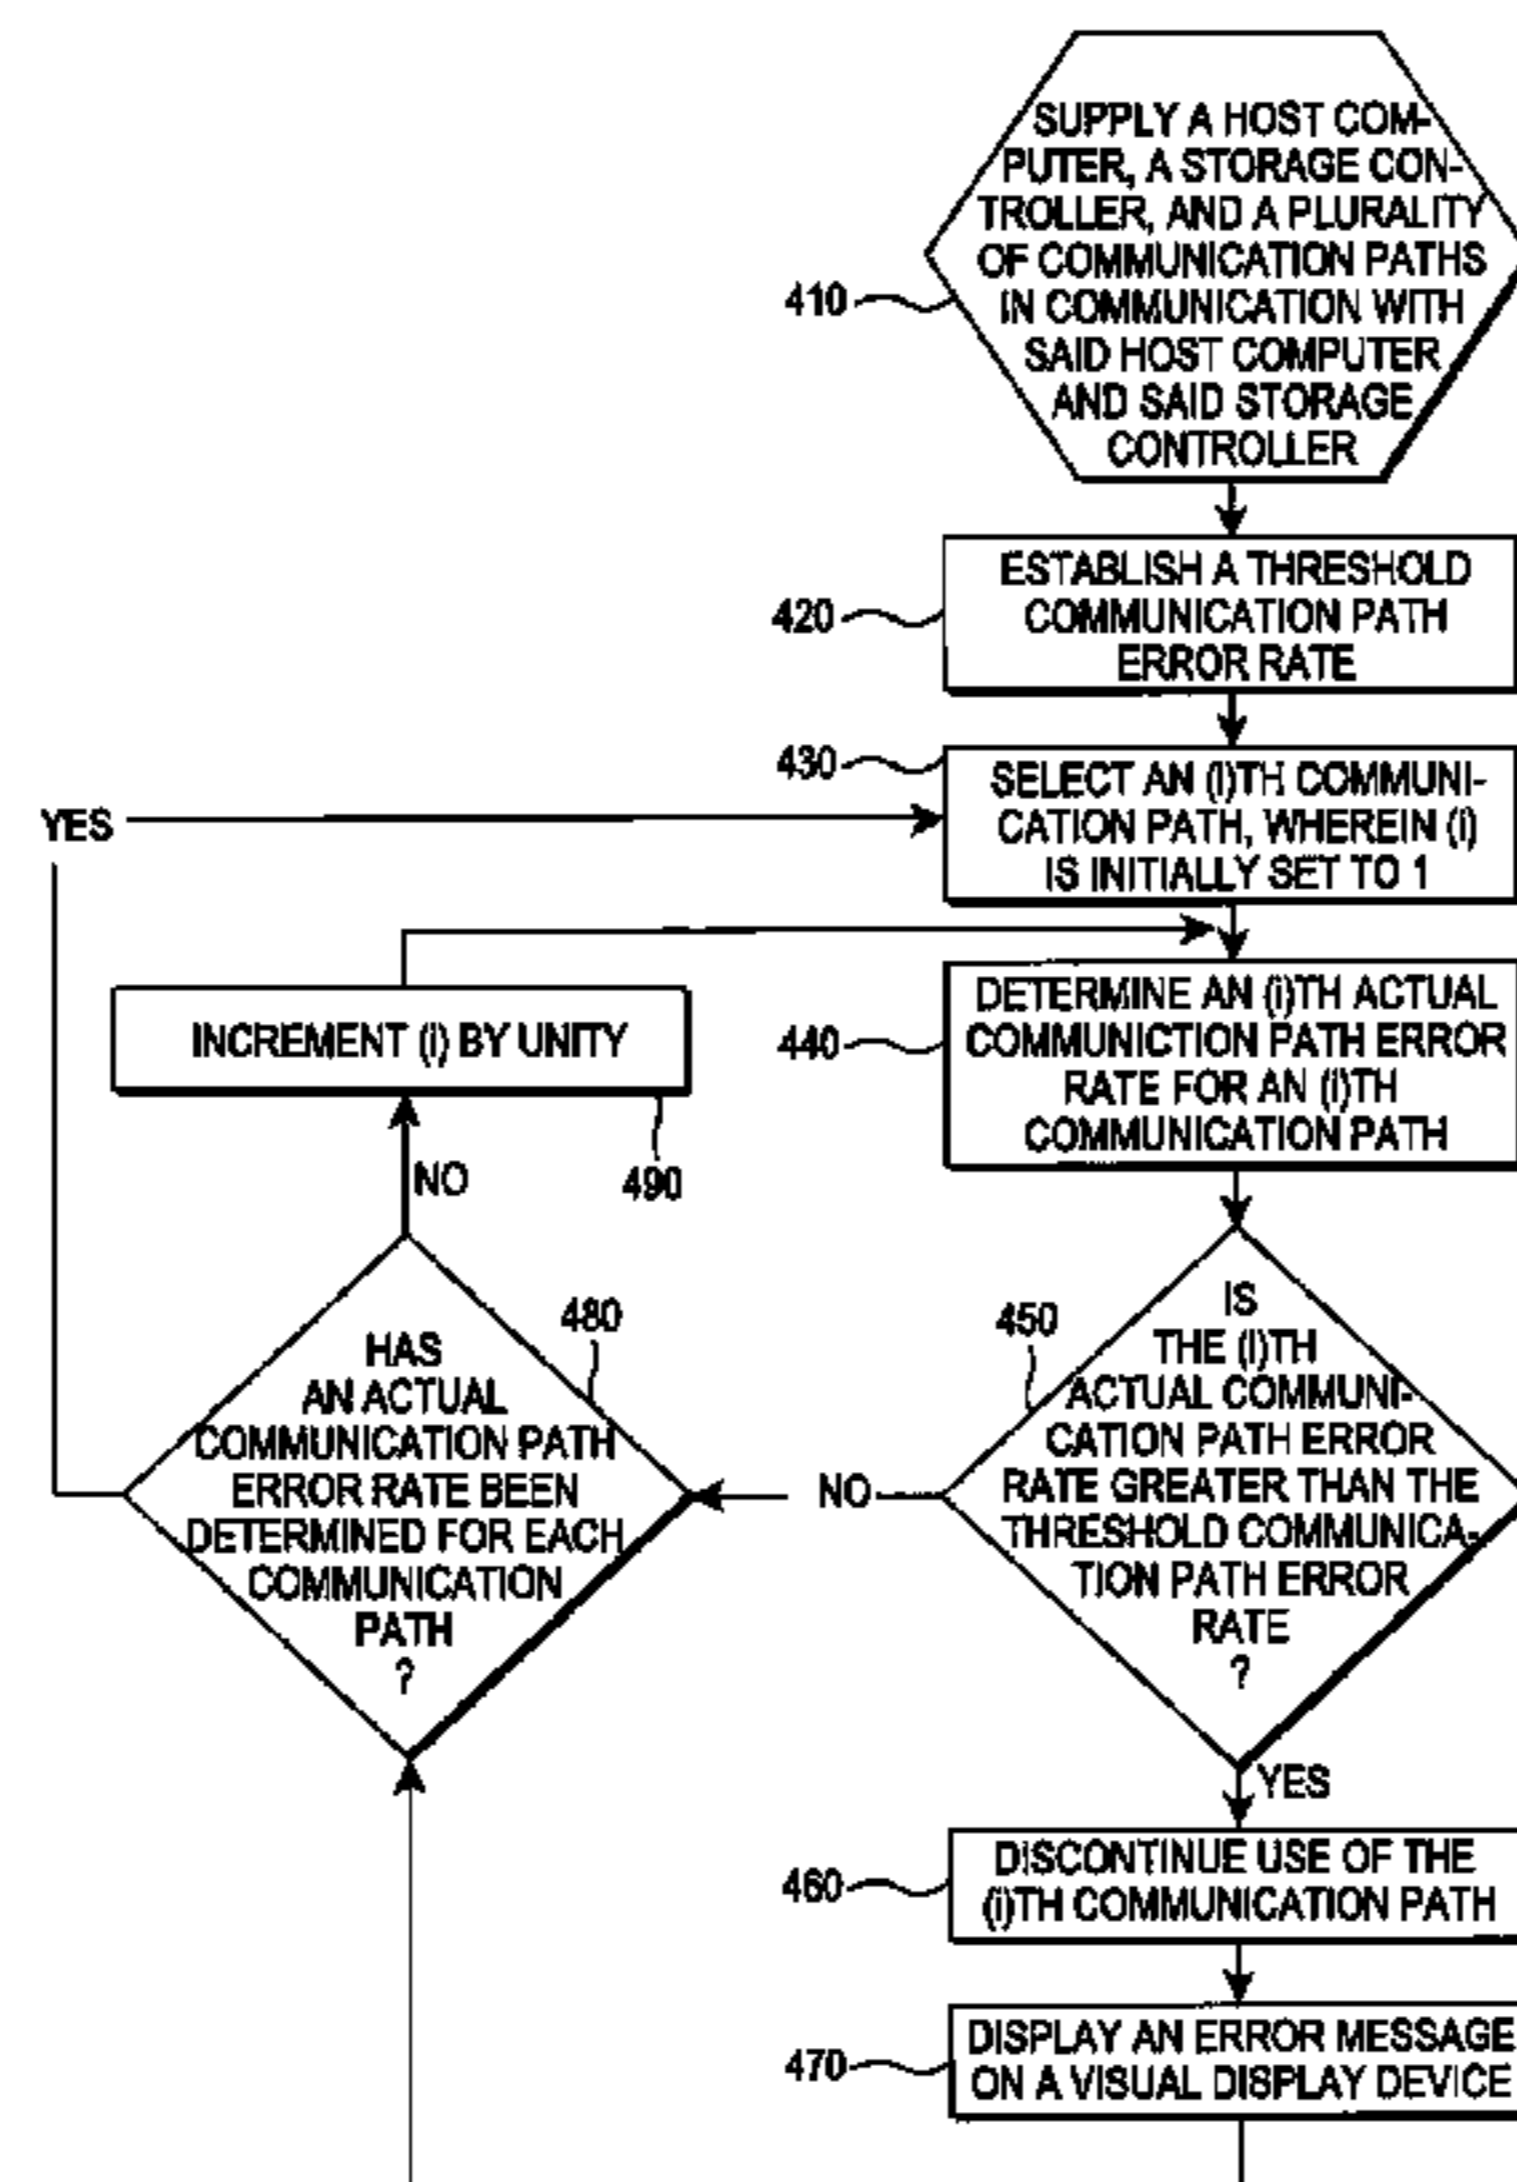 SUPPLY A HOST COM-
PUTER, A STORAGE CON-
TROLLER, AND A PLURALITY
OF COMMUNICATION PATHS
IN COMMUNICATION WITH
SAID HOST COMPUTER
AND SAID STORAGE
CONTROLLER
410
ESTABLISH A THRESHOLD
COMMUNICATION PATH
ERROR RATE
420
430
SELECT AN (i)TH COMMUNI-
CATION PATH, WHEREIN (i)
IS INITIALLY SET TO 1
YES
DETERMINE AN (i)TH ACTUAL
COMMUNICTION PATH ERROR
RATE FOR AN (i)TH
COMMUNICATION PATH
440
INCREMENT (i) BY UNITY
490
NO
450
IS
THE (i)TH
ACTUAL COMMUNI-
CATION PATH ERROR
RATE GREATER THAN THE
THRESHOLD COMMUNICA-
TION PATH ERROR
RATE
?
NO
480
HAS
AN ACTUAL
COMMUNICATION PATH
ERROR RATE BEEN
DETERMINED FOR EACH
COMMUNICATION
PATH
?
YES
460
DISCONTINUE USE OF THE
(i)TH COMMUNICATION PATH
470
DISPLAY AN ERROR MESSAGE
ON A VISUAL DISPLAY DEVICE